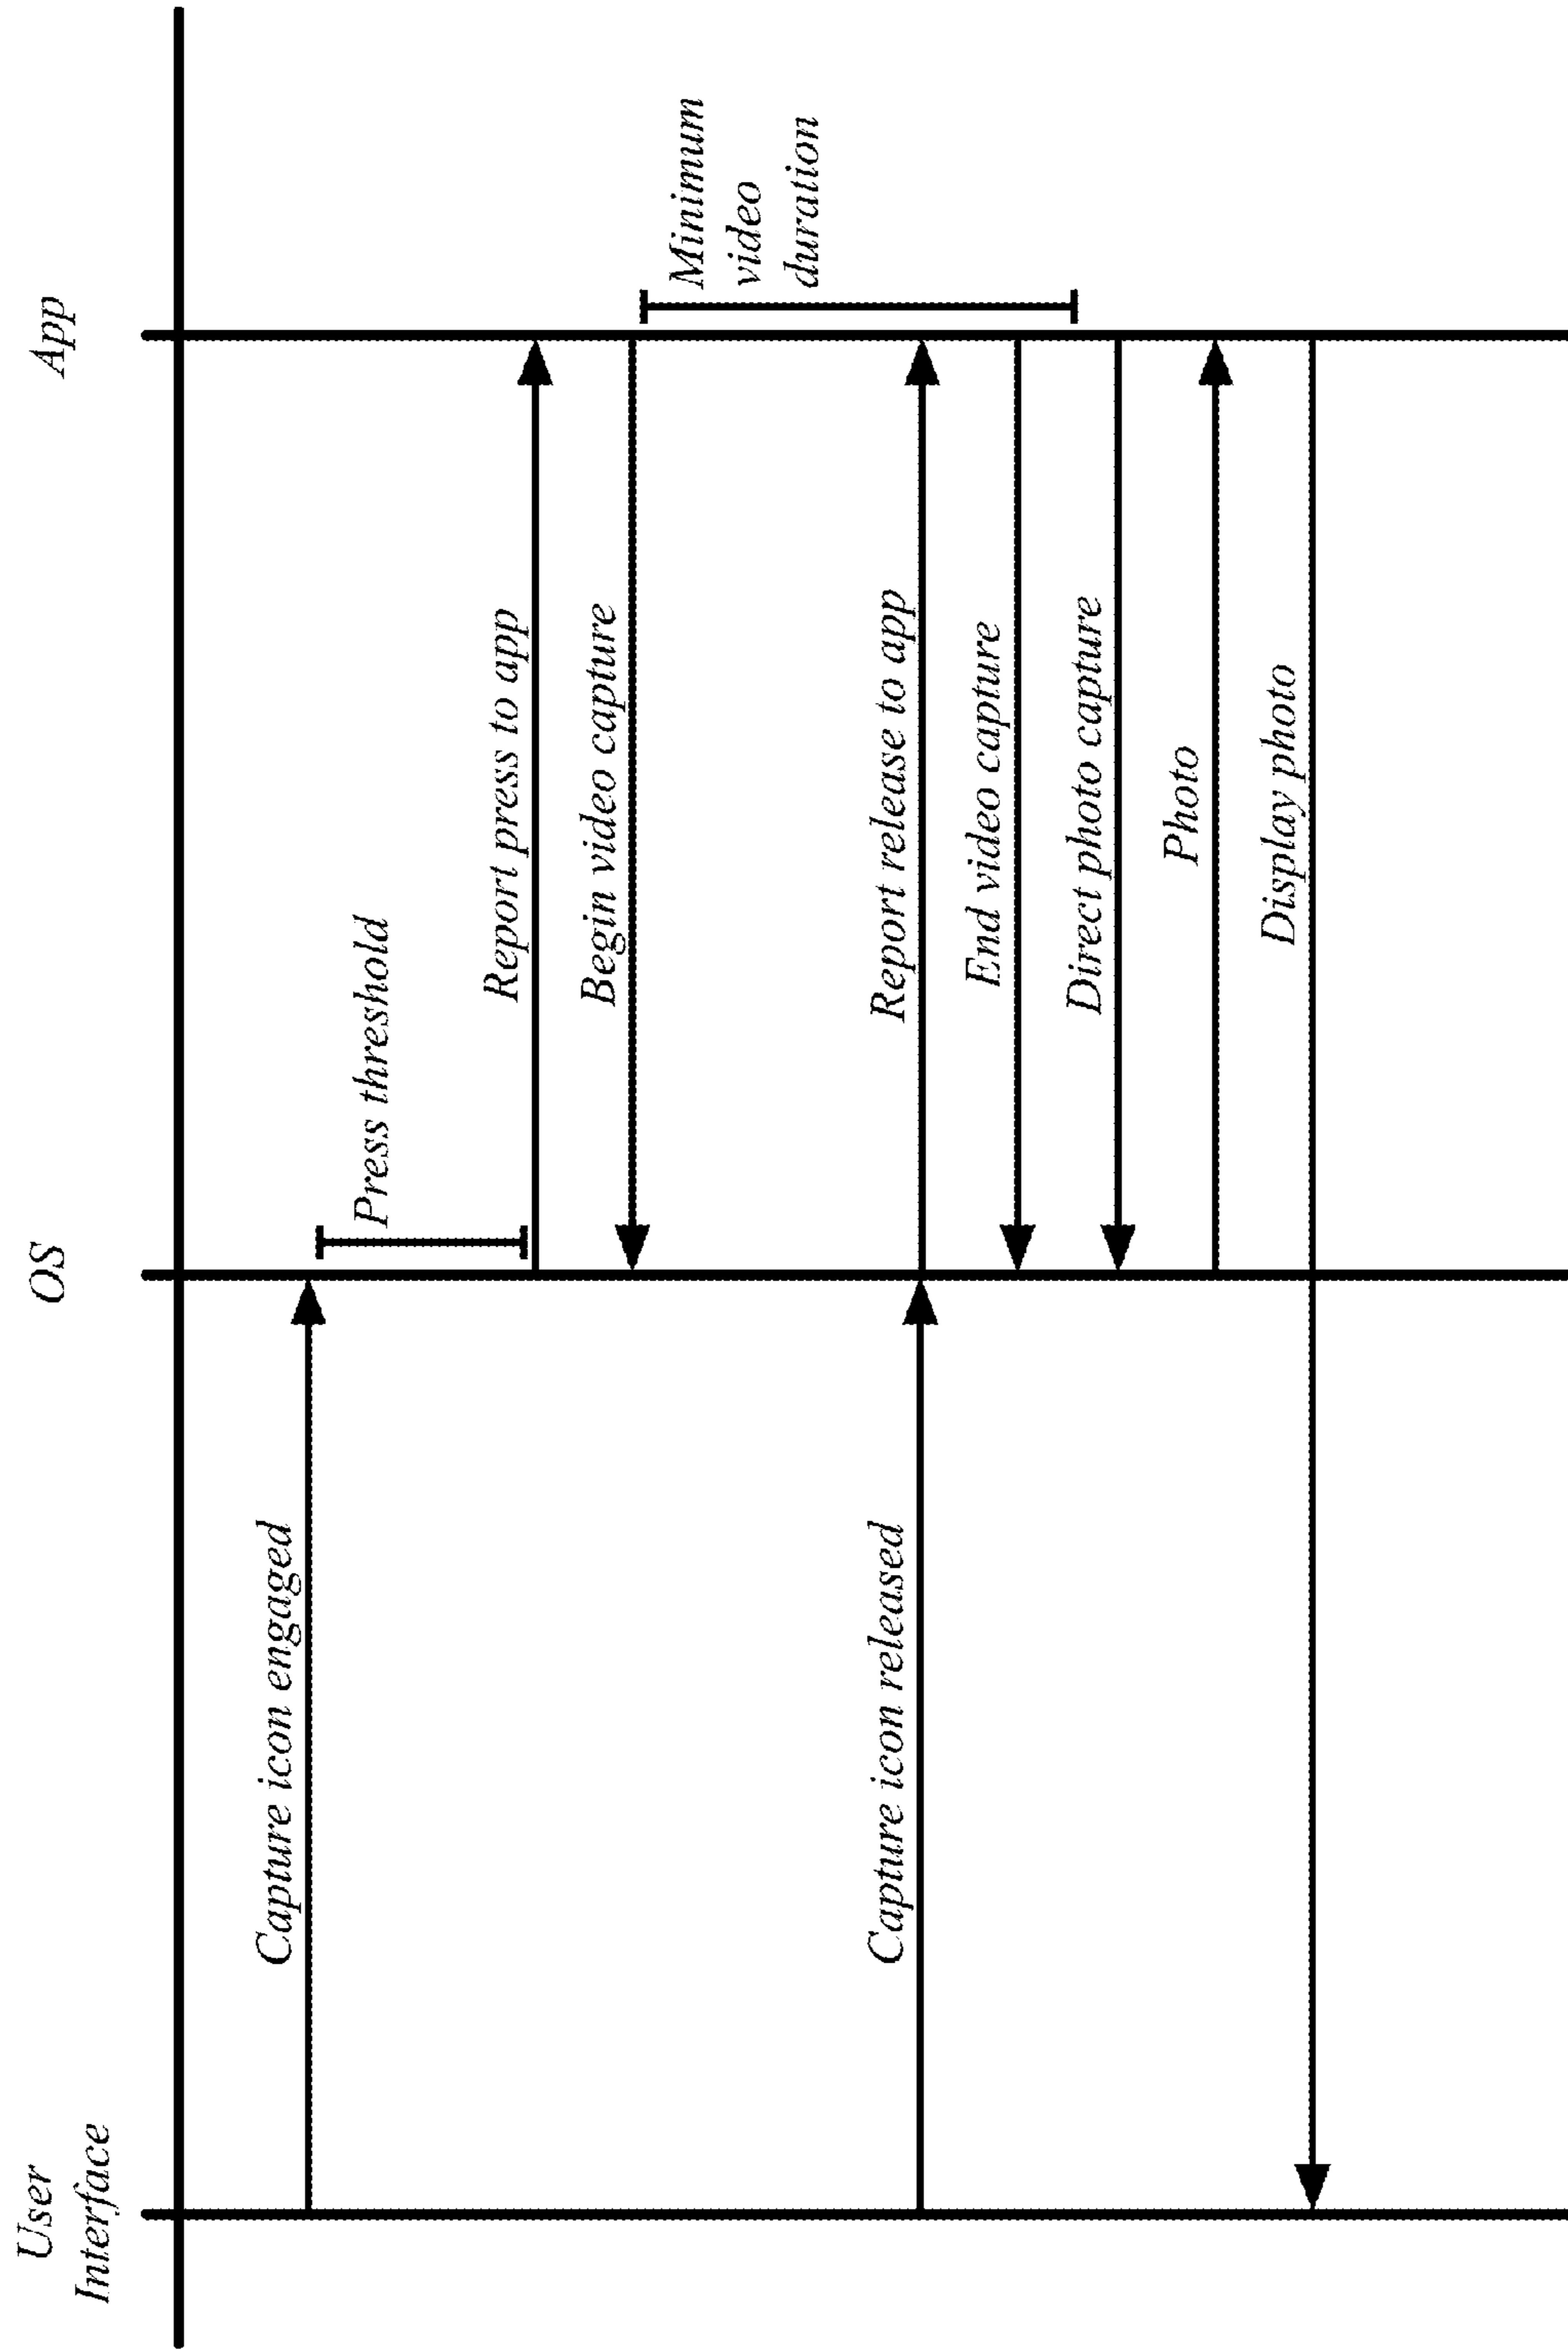 User
Interface
OS
App
Capture icon engaged
Press threshold
Report press to app
Begin video capture
Minimum
video
duration
Capture icon released
Report release to app
End video capture
Direct photo capture
Photo
Display photo